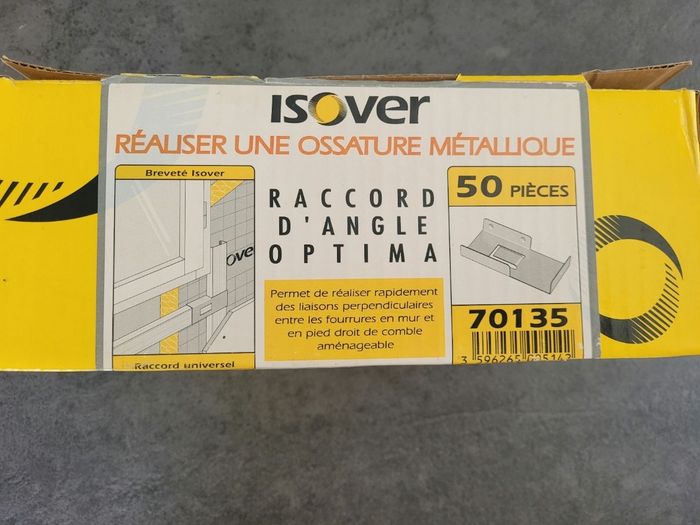 ISOVER
RÉALISER UNE OSSATURE MÉTALLIQUE
Breveté Isover
RACCORD
D'ANGLE
OPTIMA
50 PIÈCES
Permet de réaliser rapidement
des liaisons perpendiculaires
entre les fourrures en mur et
en pied droit de comble
aménageable
70135
Raccord universel